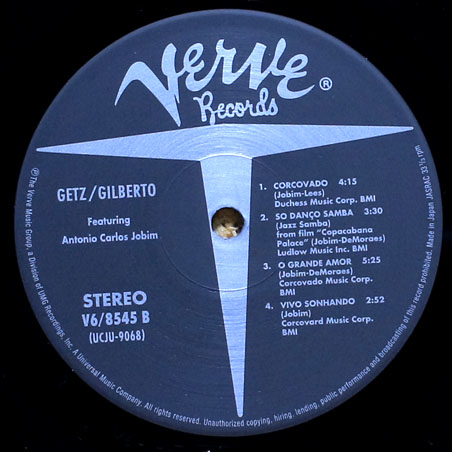 Verve ®
Records
GETZ/GILBERTO
Featuring
Antonio Carlos Jobim
STEREO
V6/8545 B
(UCJU-9068)
1. CORCOVADO 4:15
(Jobim-Lees)
Duchess Music Corp. BMI
2. SO DANÇO SAMBA 3:30
(Jazz Samba)
from film "Copacabana
Palace" (Jobim-DeMoraes)
Ludlow Music Inc. BMI
3. O GRANDE AMOR 5:25
(Jobim-DeMoraes)
Corcovado Music Corp.
BMI
4. VIVO SONHANDO 2:52
(Jobim)
Corcovard Music Corp.
BMI
℗The Verve Music Group, a Division of UMG Recordings, Inc. A Universal Music Company. All rights reserved. Unauthorized copying, hiring, lending, public performance and broadcasting of this record prohibited. Made in Japan JASRAC 33⅓ rpm